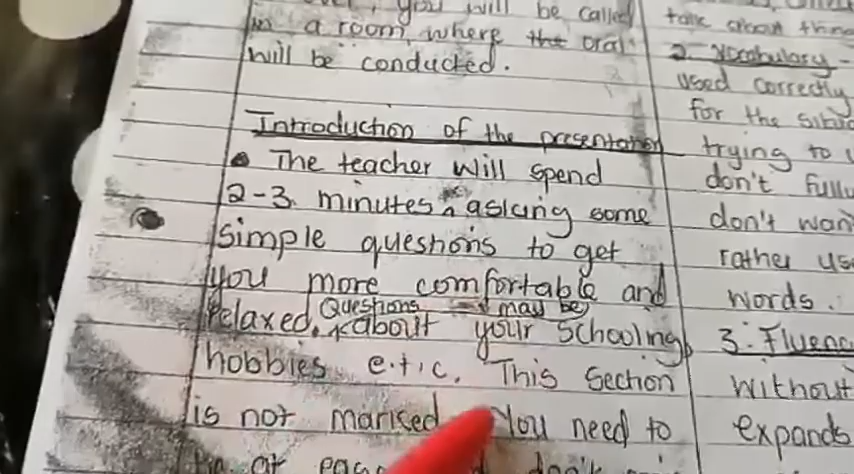 you will be called
in a room, where the oral
will be conducted.
Introduction of the presentation
• The teacher will spend
2-3 minutes asking some
simple questions to get
you more comfortable and
relaxed. Questions may be about your schooling,
hobbies e.t.c. This section
is not marked. You need to
be at
talk about
2- Vocabulary -
used correctly
for the
trying to
don't fully
don't
rather
words.
3. 
without
expands